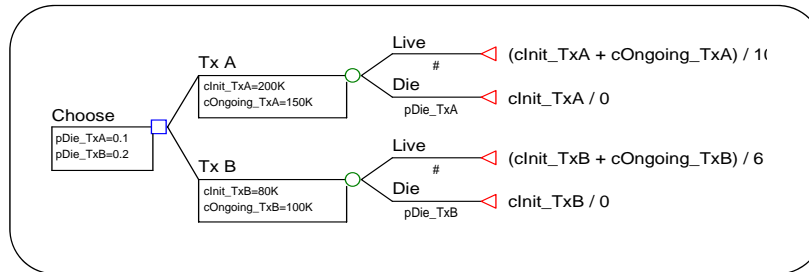 Live
(cInit_TxA + cOngoing_TxA) / 10
#
Tx A
cInit_TxA=200K
cOngoing_TxA=150K
Die
cInit_TxA / 0
pDie_TxA
Choose
pDie_TxA=0.1
pDie_TxB=0.2
Live
(cInit_TxB + cOngoing_TxB) / 6
#
Tx B
cInit_TxB=80K
cOngoing_TxB=100K
Die
cInit_TxB / 0
pDie_TxB